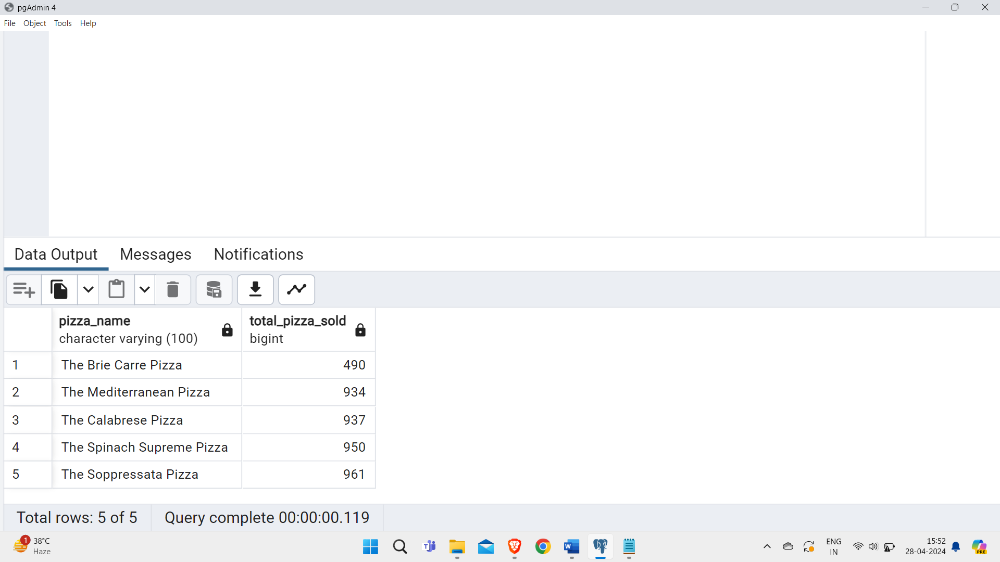 pgAdmin 4
File Object Tools Help
Data Output Messages Notifications
pizza_name total_pizza_sold
character varying (100) bigint
1 The Brie Carre Pizza 490
2 The Mediterranean Pizza 934
3 The Calabrese Pizza 937
4 The Spinach Supreme Pizza 950
5 The Soppressata Pizza 961
Total rows: 5 of 5 Query complete 00:00:00.119
1 38°C ENG 15:52
Haze IN 28-04-2024 PRE